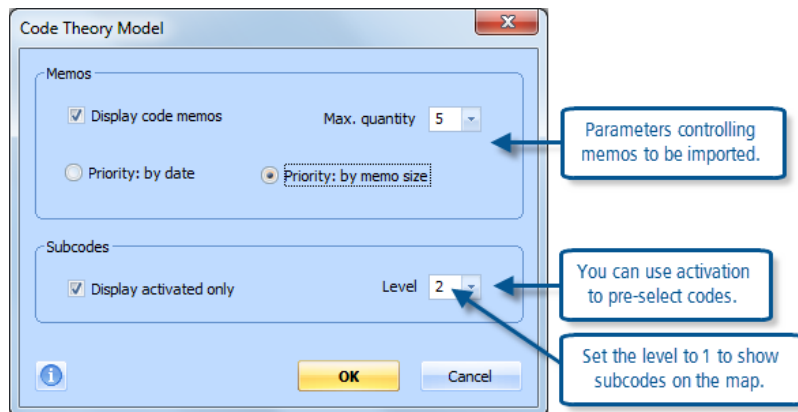 Code Theory Model
Memos
Display code memos
Max. quantity 5
Parameters controlling
memos to be imported.
Priority: by date
Priority: by memo size
Subcodes
Display activated only
Level 2
You can use activation
to pre-select codes.
Set the level to 1 to show
subcodes on the map.
OK
Cancel